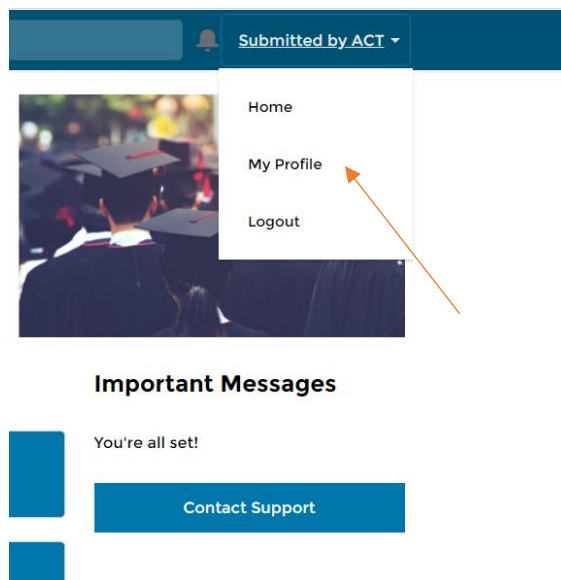 Submitted by ACT
Home
My Profile
Logout
Important Messages
You're all set!
Contact Support